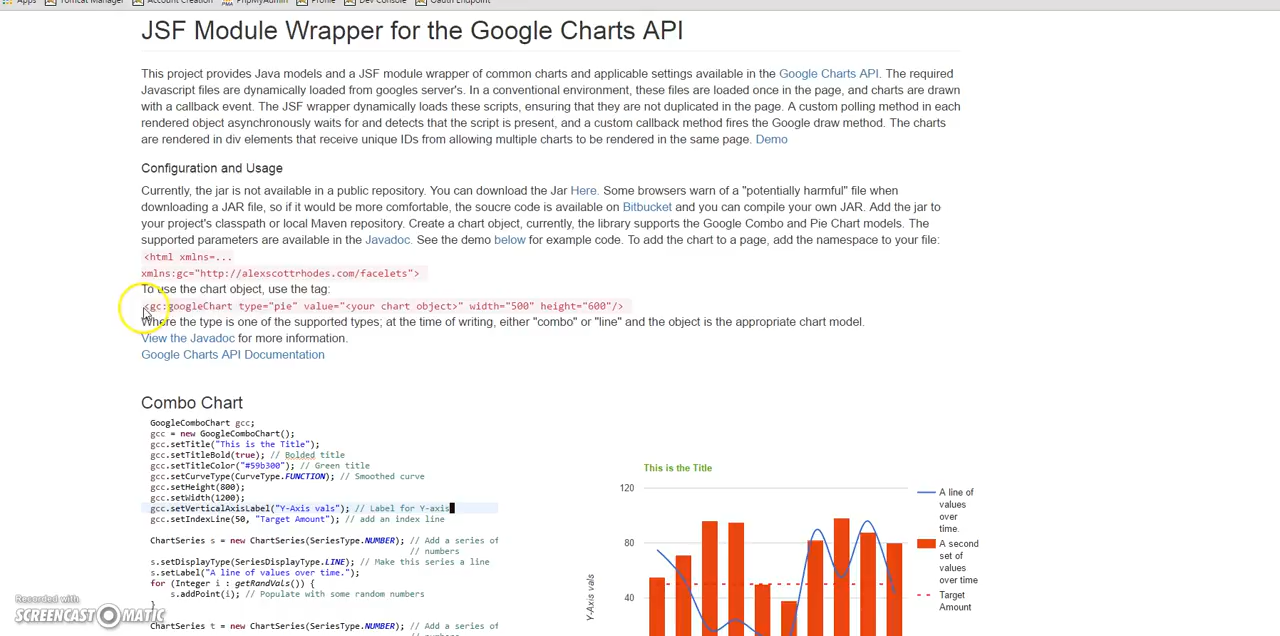 Apps Tomcat Manager Account Creation PhpMyAdmin Profile Dev Console Oauth Endpoint
JSF Module Wrapper for the Google Charts API
This project provides Java models and a JSF module wrapper of common charts and applicable settings available in the Google Charts API. The required
Javascript files are dynamically loaded from googles server's. In a conventional environment, these files are loaded once in the page, and charts are drawn
with a callback event. The JSF wrapper dynamically loads these scripts, ensuring that they are not duplicated in the page. A custom polling method in each
rendered object asynchronously waits for and detects that the script is present, and a custom callback method fires the Google draw method. The charts
are rendered in div elements that receive unique IDs from allowing multiple charts to be rendered in the same page. Demo
Configuration and Usage
Currently, the jar is not available in a public repository. You can download the Jar Here. Some browsers warn of a "potentially harmful" file when
downloading a JAR file, so if it would be more comfortable, the soucre code is available on Bitbucket and you can compile your own JAR. Add the jar to
your project's classpath or local Maven repository. Create a chart object, currently, the library supports the Google Combo and Pie Chart models. The
supported parameters are available in the Javadoc. See the demo below for example code. To add the chart to a page, add the namespace to your file:
<html xmlns=...
xmlns:gc="http://alexscottrhodes.com/facelets">
To use the chart object, use the tag:
<gc:googleChart type="pie" value="<your chart object>" width="500" height="600"/>
Where the type is one of the supported types; at the time of writing, either "combo" or "line" and the object is the appropriate chart model.
View the Javadoc for more information.
Google Charts API Documentation
Combo Chart
GoogleComboChart gcc;
gcc = new GoogleComboChart();
gcc.setTitle("This is the Title");
gcc.setTitleBold(true); // Bolded title
gcc.setTitleColor("#59b300"); // Green title
gcc.setCurveType(CurveType.FUNCTION); // Smoothed curve
gcc.setHeight(800);
gcc.setWidth(1200);
gcc.setVerticalAxisLabel("Y-Axis vals"); // Label for Y-axis
gcc.setIndexLine(50, "Target Amount"); // add an index line
ChartSeries s = new ChartSeries(SeriesType.NUMBER); // Add a series of
// numbers
s.setDisplayType(SeriesDisplayType.LINE); // Make this series a line
s.setLabel("A line of values over time.");
for (Integer i : getRandVals()) {
s.addPoint(i); // Populate with some random numbers
}
ChartSeries t = new ChartSeries(SeriesType.NUMBER); // Add a series of
// numbers
This is the Title
120
80
40
Y-Axis vals
A line of
values
over
time.
A second
set of
values
over time
Target
Amount
Recorded with
SCREENCAST MATIC